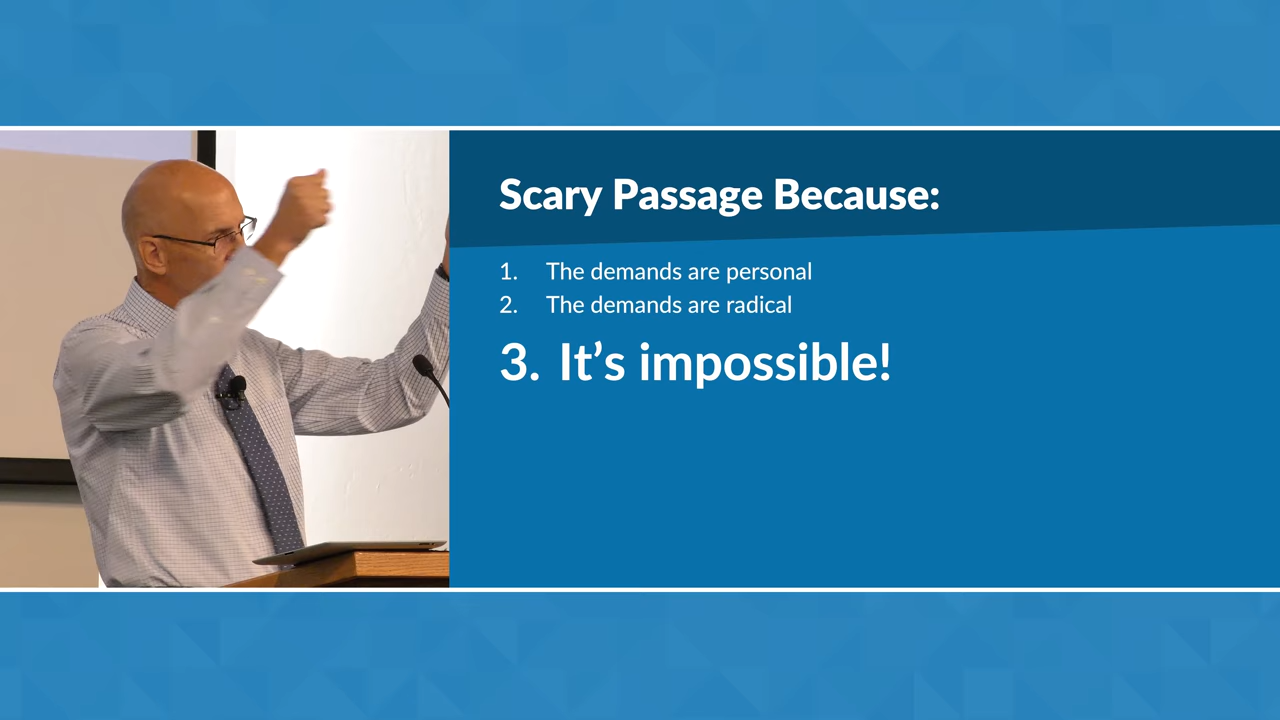 Scary Passage Because:
1. The demands are personal
2. The demands are radical
3. It’s impossible!